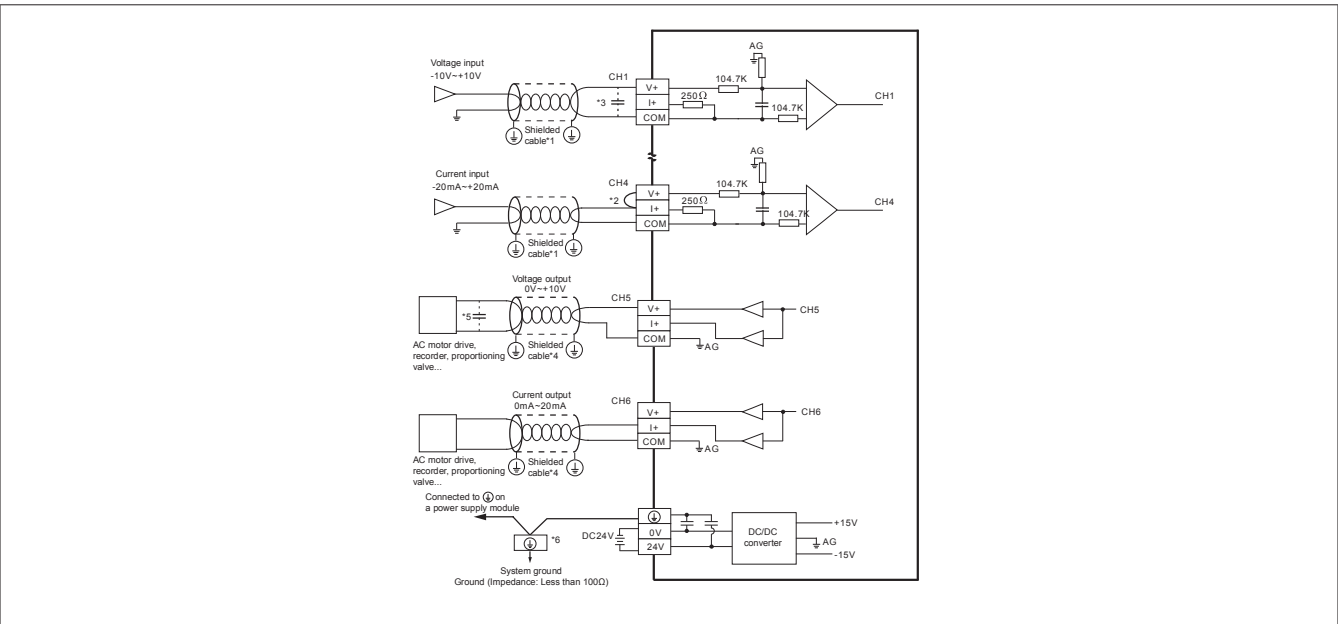 Voltage input
-10V~+10V
CH1
*3
Shielded
cable*1
V+
I+
COM
250Ω
104.7K
AG
104.7K
CH1
Current input
-20mA~+20mA
CH4
*2
Shielded
cable*1
V+
I+
COM
250Ω
104.7K
AG
104.7K
CH4
Voltage output
0V~+10V
CH5
*5
AC motor drive,
recorder, proportioning
valve...
Shielded
cable*4
V+
I+
COM
AG
CH5
Current output
0mA~20mA
CH6
AC motor drive,
recorder, proportioning
valve...
Shielded
cable*4
V+
I+
COM
AG
CH6
Connected to on
a power supply module
*6
System ground
Ground (Impedance: Less than 100Ω)
DC24V
0V
24V
DC/DC
converter
+15V
AG
-15V